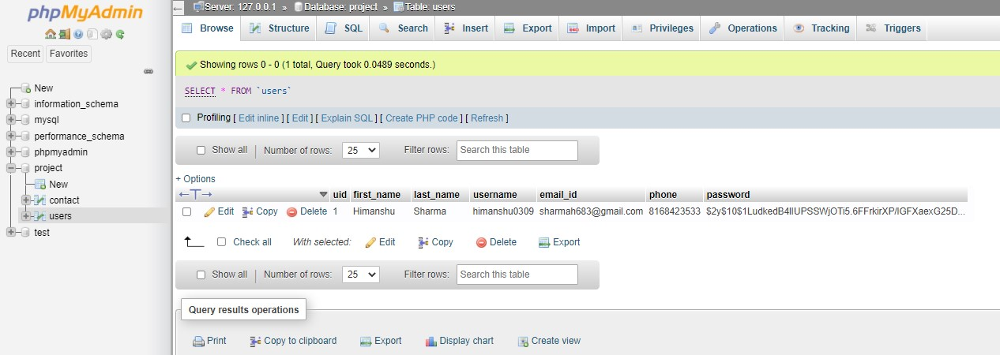 phpMyAdmin
Recent Favorites
New
information_schema
mysql
performance_schema
phpmyadmin
project
New
contact
users
test
Server: 127.0.0.1 » Database: project » Table: users
Browse Structure SQL Search Insert Export Import Privileges Operations Tracking Triggers
Showing rows 0 - 0 (1 total, Query took 0.0489 seconds.)
SELECT * FROM `users`
Profiling [ Edit inline ] [ Edit ] [ Explain SQL ] [ Create PHP code ] [ Refresh ]
Show all | Number of rows: 25 Filter rows: Search this table
+ Options
←T→ uid first_name last_name username email_id phone password
Edit Copy Delete 1 Himanshu Sharma himanshu0309 sharmah683@gmail.com 8168423533 $2y$10$1LudkedB4lIUPSSWjOTi5.6FFrkirXP/IGFXaexG25D...
Check all With selected: Edit Copy Delete Export
Show all | Number of rows: 25 Filter rows: Search this table
Query results operations
Print Copy to clipboard Export Display chart Create view